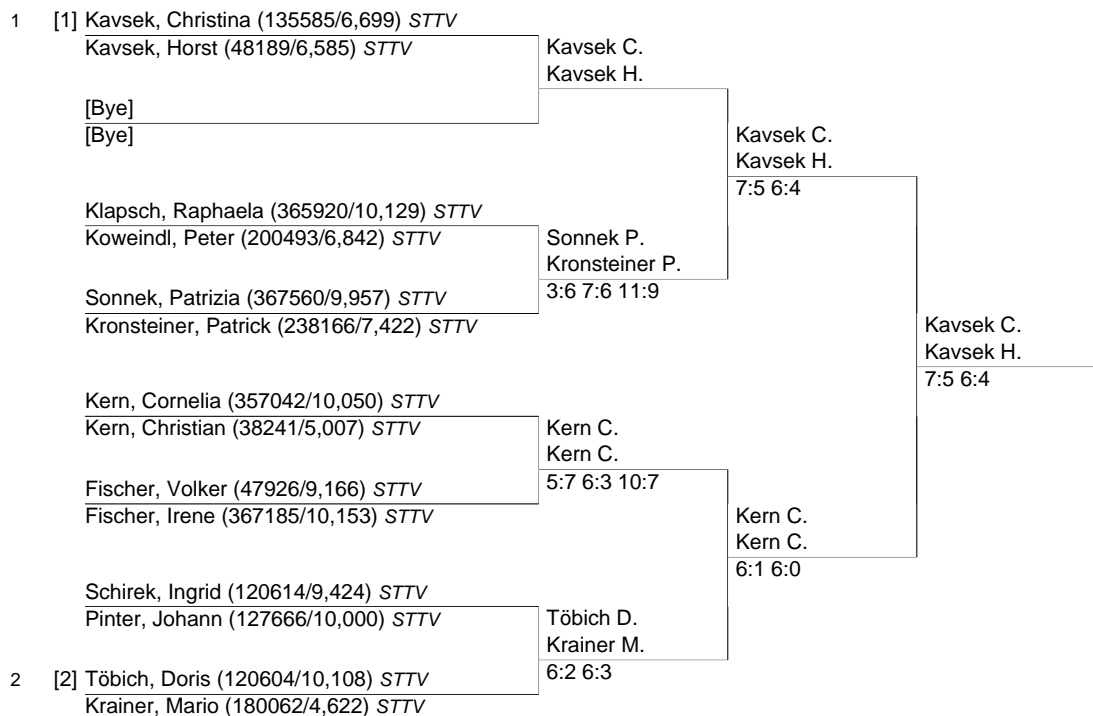 1 [1] Kavsek, Christina (135585/6,699) STTV
Kavsek, Horst (48189/6,585) STTV
Kavsek C.
Kavsek H.
[Bye]
[Bye]
Kavsek C.
Kavsek H.
7:5 6:4
Klapsch, Raphaela (365920/10,129) STTV
Koweindl, Peter (200493/6,842) STTV
Sonnek P.
Kronsteiner P.
3:6 7:6 11:9
Sonnek, Patrizia (367560/9,957) STTV
Kronsteiner, Patrick (238166/7,422) STTV
Kavsek C.
Kavsek H.
7:5 6:4
Kern, Cornelia (357042/10,050) STTV
Kern, Christian (38241/5,007) STTV
Kern C.
Kern C.
5:7 6:3 10:7
Fischer, Volker (47926/9,166) STTV
Fischer, Irene (367185/10,153) STTV
Kern C.
Kern C.
6:1 6:0
Schirek, Ingrid (120614/9,424) STTV
Pinter, Johann (127666/10,000) STTV
Töbich D.
Krainer M.
6:2 6:3
2 [2] Töbich, Doris (120604/10,108) STTV
Krainer, Mario (180062/4,622) STTV